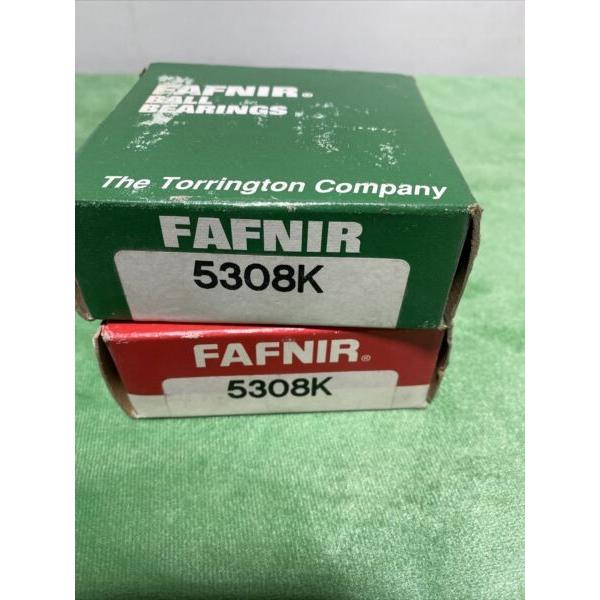 FAFNIR®
BALL
BEARINGS
The Torrington Company
FAFNIR
5308K
FAFNIR®
5308K